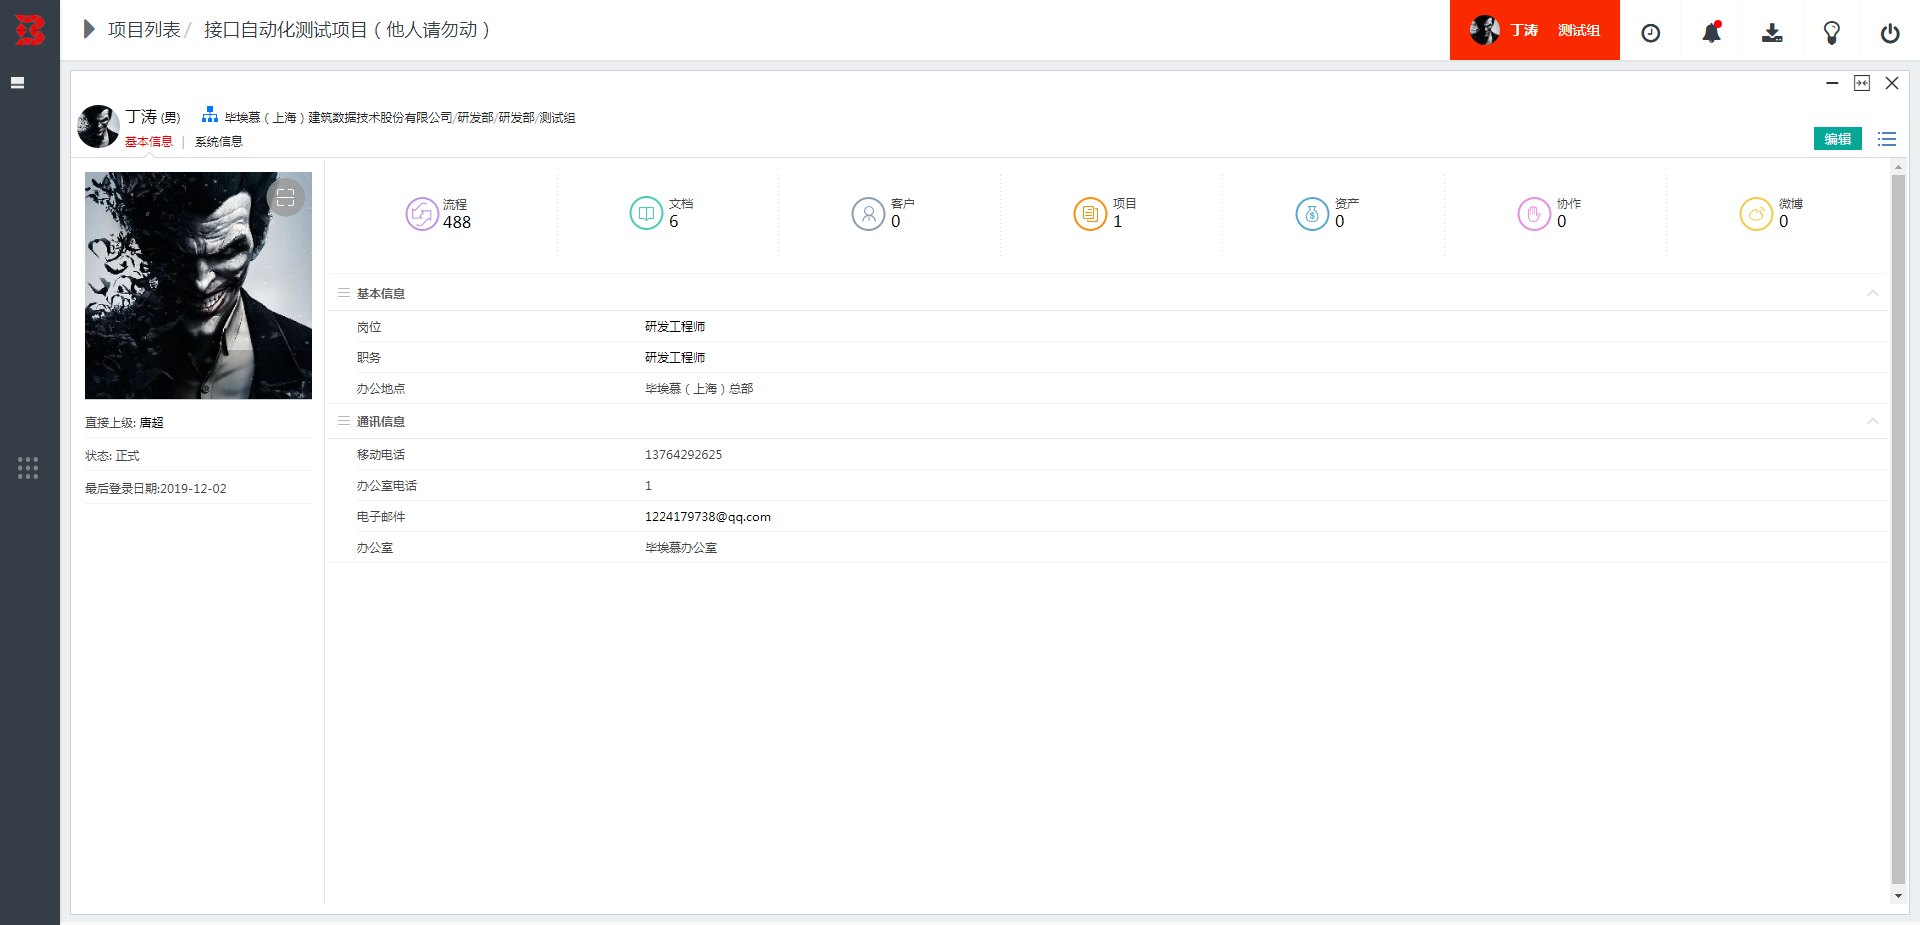 项目列表 / 接口自动化测试项目（他人请勿动）
丁涛 测试组
丁涛 (男) 毕埃慕（上海）建筑数据技术股份有限公司/研发部/研发部/测试组
基本信息 | 系统信息
编辑
直接上级: 唐超
状态: 正式
最后登录日期:2019-12-02
流程
488
文档
6
客户
0
项目
1
资产
0
协作
0
微博
0
基本信息
岗位 研发工程师
职务 研发工程师
办公地点 毕埃慕（上海）总部
通讯信息
移动电话 13764292625
办公室电话 1
电子邮件 1224179738@qq.com
办公室 毕埃慕办公室